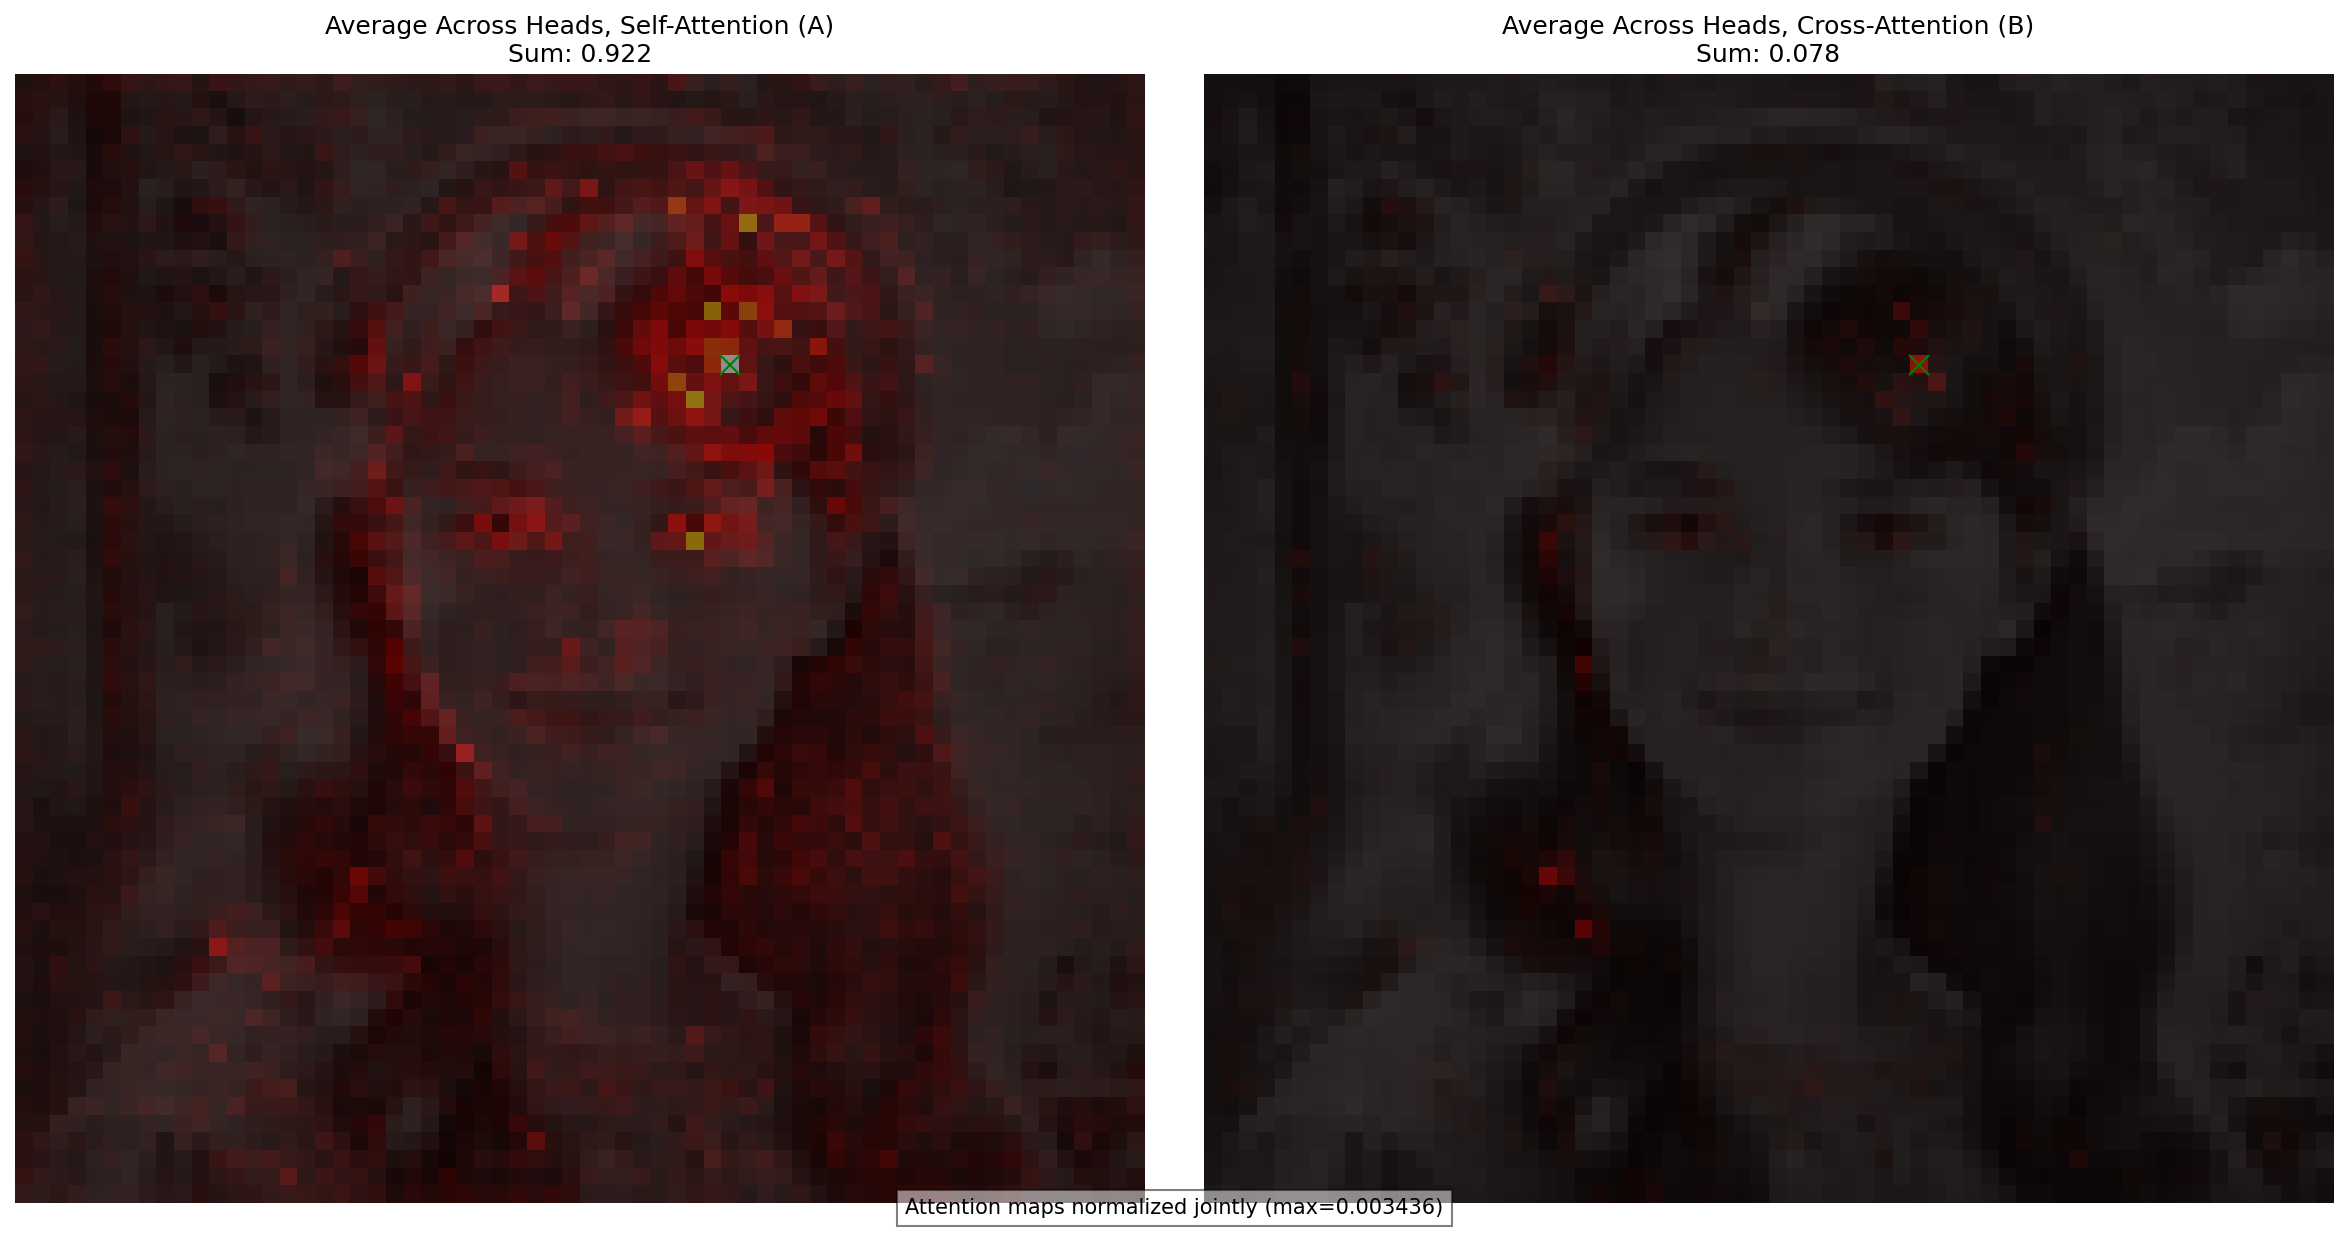 Average Across Heads, Self-Attention (A)
Sum: 0.922
Average Across Heads, Cross-Attention (B)
Sum: 0.078
Attention maps normalized jointly (max=0.003436)